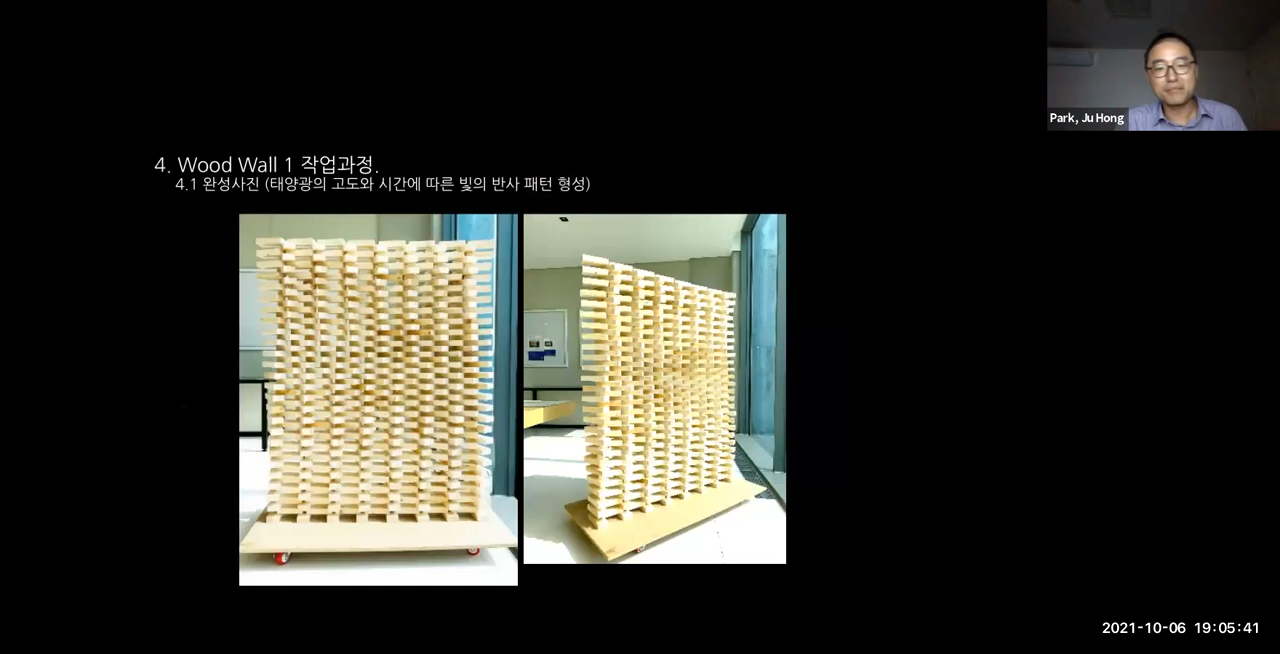 Park, Ju Hong
4. Wood Wall 1 작업과정.
4.1 완성사진 (태양광의 고도와 시간에 따른 빛의 반사 패턴 형성)
2021-10-06 19:05:41